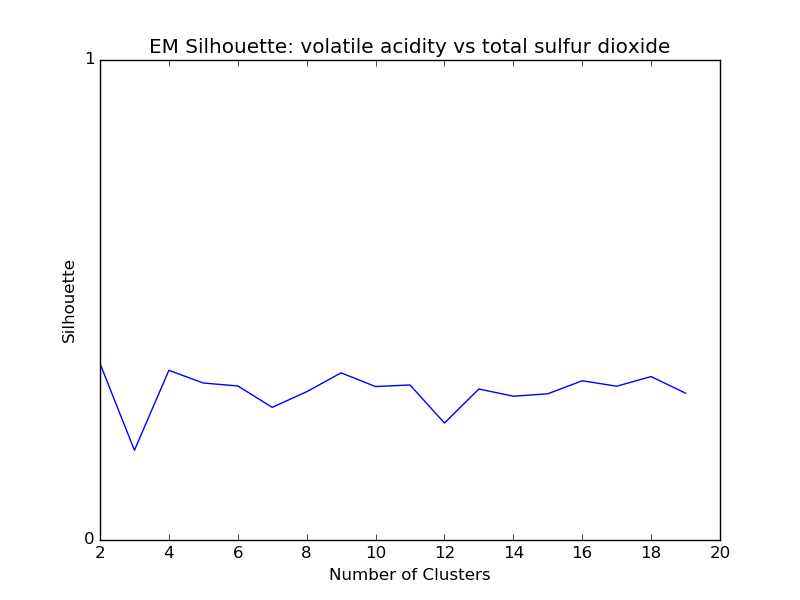 EM Silhouette: volatile acidity vs total sulfur dioxide
1
Silhouette
0
2 4 6 8 10 12 14 16 18 20
Number of Clusters